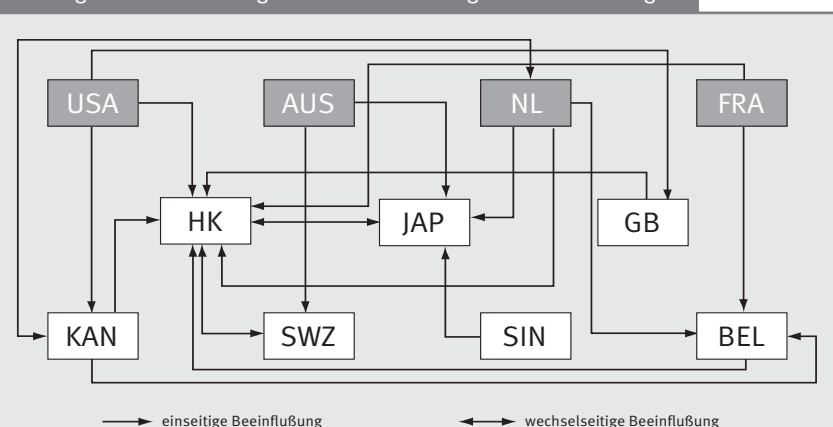 USA AUS NL FRA
HK JAP GB
KAN SWZ SIN BEL
einseitige Beeinflußung wechselseitige Beeinflußung